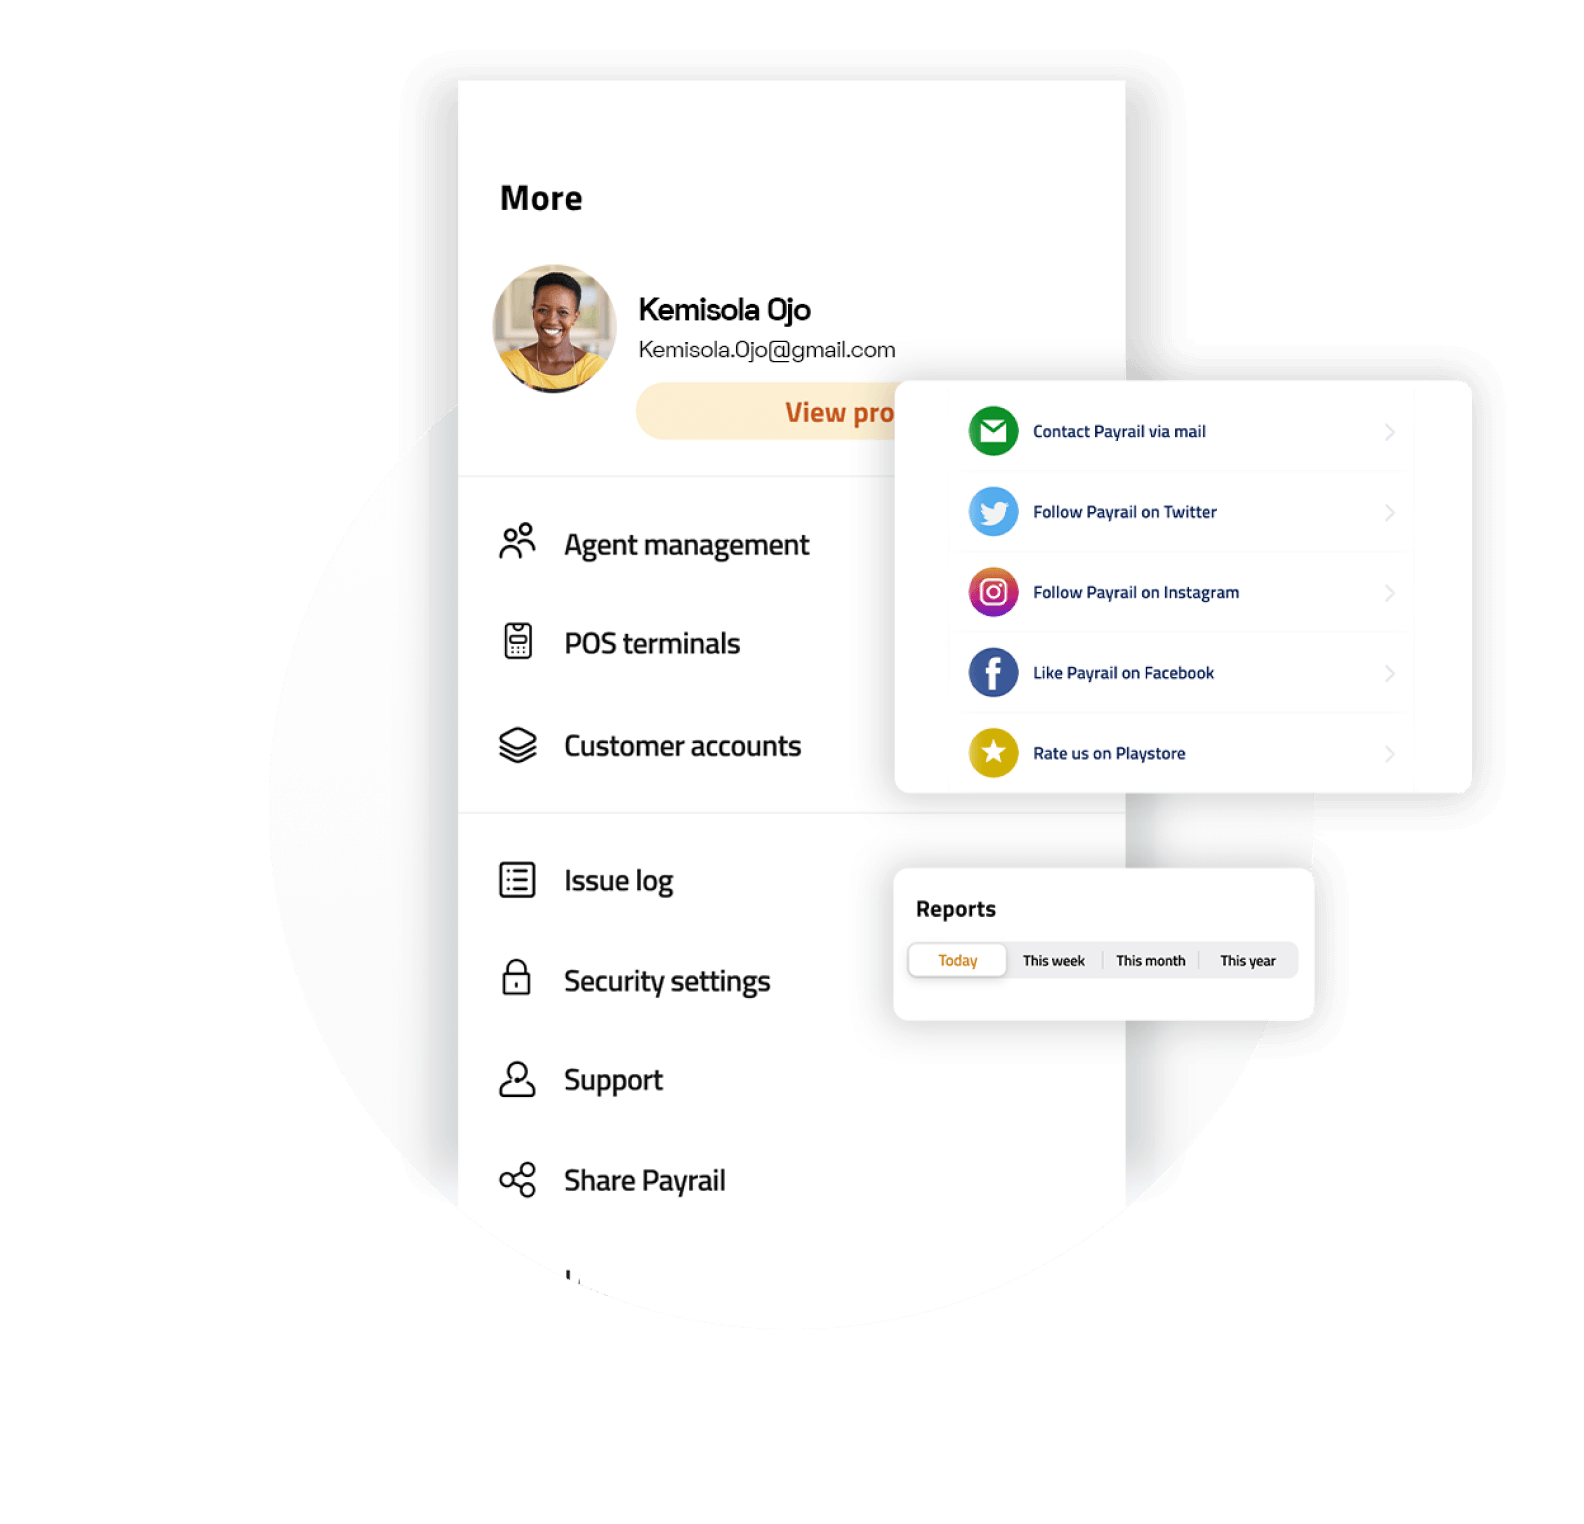 More
Kemisola Ojo
Kemisola.Ojo@gmail.com
View
Agent management
POS terminals
Customer accounts
Issue log
Security settings
Support
Share Payrail
Contact Payrail via mail
Follow Payrail on Twitter
Follow Payrail on Instagram
Like Payrail on Facebook
Rate us on Playstore
Reports
Today This week This month This year